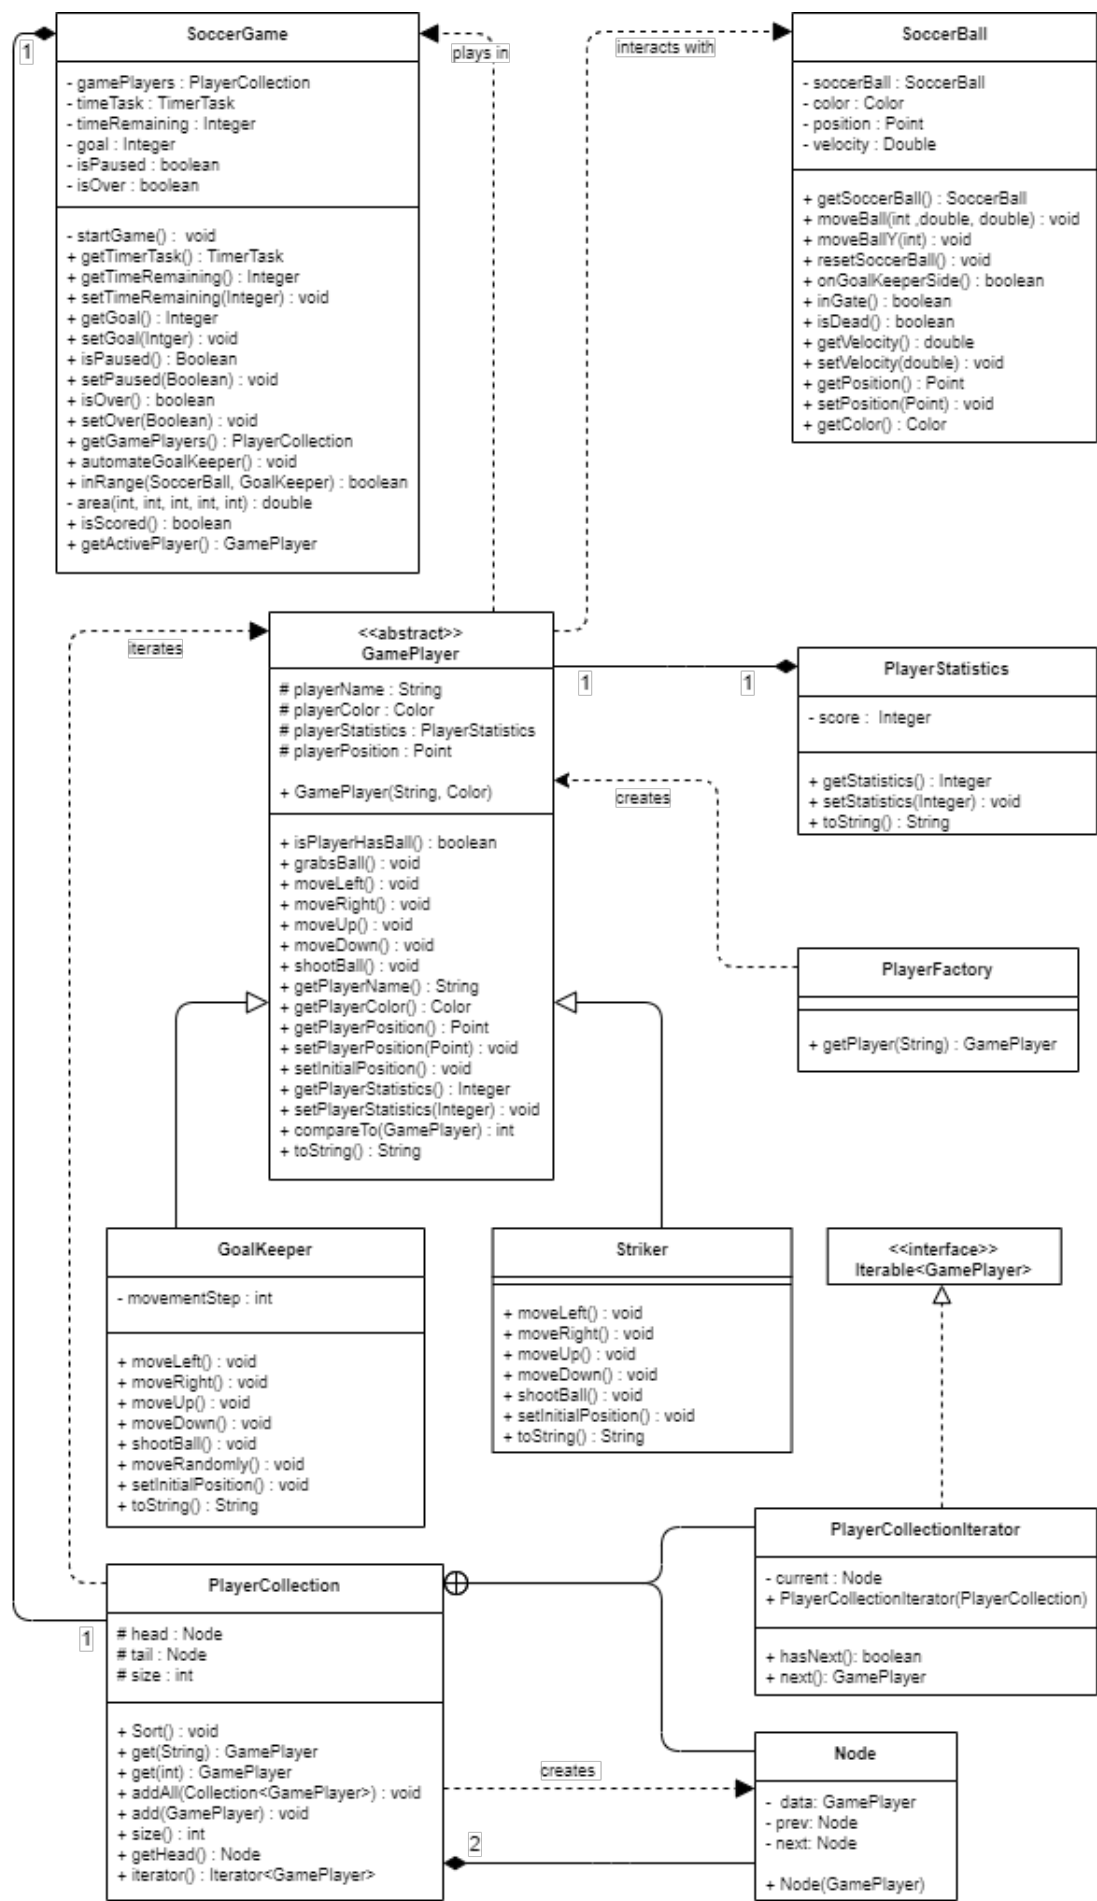 SoccerGame
- gamePlayers : PlayerCollection
- timeTask : TimerTask
- timeRemaining : Integer
- goal : Integer
- isPaused : boolean
- isOver : boolean
- startGame() :  void
+ getTimerTask() : TimerTask
+ getTimeRemaining() : Integer
+ setTimeRemaining(Integer) : void
+ getGoal() : Integer
+ setGoal(Intger) : void
+ isPaused() : Boolean
+ setPaused(Boolean) : void
+ isOver() : boolean
+ setOver(Boolean) : void
+ getGamePlayers() : PlayerCollection
+ automateGoalKeeper() : void
+ inRange(SoccerBall, GoalKeeper) : boolean
- area(int, int, int, int, int) : double
+ isScored() : boolean
+ getActivePlayer() : GamePlayer
1
plays in
interacts with
SoccerBall
- soccerBall : SoccerBall
- color : Color
- position : Point
- velocity : Double
+ getSoccerBall() : SoccerBall
+ moveBall(int ,double, double) : void
+ moveBallY(int) : void
+ resetSoccerBall() : void
+ onGoalKeeperSide() : boolean
+ inGate() : boolean
+ isDead() : boolean
+ getVelocity() : double
+ setVelocity(double) : void
+ getPosition() : Point
+ setPosition(Point) : void
+ getColor() : Color
iterates
<<abstract>>
GamePlayer
# playerName : String
# playerColor : Color
# playerStatistics : PlayerStatistics
# playerPosition : Point
+ GamePlayer(String, Color)
+ isPlayerHasBall() : boolean
+ grabsBall() : void
+ moveLeft() : void
+ moveRight() : void
+ moveUp() : void
+ moveDown() : void
+ shootBall() : void
+ getPlayerName() : String
+ getPlayerColor() : Color
+ getPlayerPosition() : Point
+ setPlayerPosition(Point) : void
+ setInitialPosition() : void
+ getPlayerStatistics() : Integer
+ setPlayerStatistics(Integer) : void
+ compareTo(GamePlayer) : int
+ toString() : String
1
1
PlayerStatistics
- score :  Integer
+ getStatistics() : Integer
+ setStatistics(Integer) : void
+ toString() : String
creates
PlayerFactory
+ getPlayer(String) : GamePlayer
GoalKeeper
- movementStep : int
+ moveLeft() : void
+ moveRight() : void
+ moveUp() : void
+ moveDown() : void
+ shootBall() : void
+ moveRandomly() : void
+ setInitialPosition() : void
+ toString() : String
Striker
+ moveLeft() : void
+ moveRight() : void
+ moveUp() : void
+ moveDown() : void
+ shootBall() : void
+ setInitialPosition() : void
+ toString() : String
<<interface>>
Iterable<GamePlayer>
PlayerCollectionIterator
- current : Node
+ PlayerCollectionIterator(PlayerCollection)
+ hasNext(): boolean
+ next(): GamePlayer
1
PlayerCollection
# head : Node
# tail : Node
# size : int
+ Sort() : void
+ get(String) : GamePlayer
+ get(int) : GamePlayer
+ addAll(Collection<GamePlayer>) : void
+ add(GamePlayer) : void
+ size() : int
+ getHead() : Node
+ iterator() : Iterator<GamePlayer>
creates
2
Node
-  data: GamePlayer
- prev: Node
- next: Node
+ Node(GamePlayer)